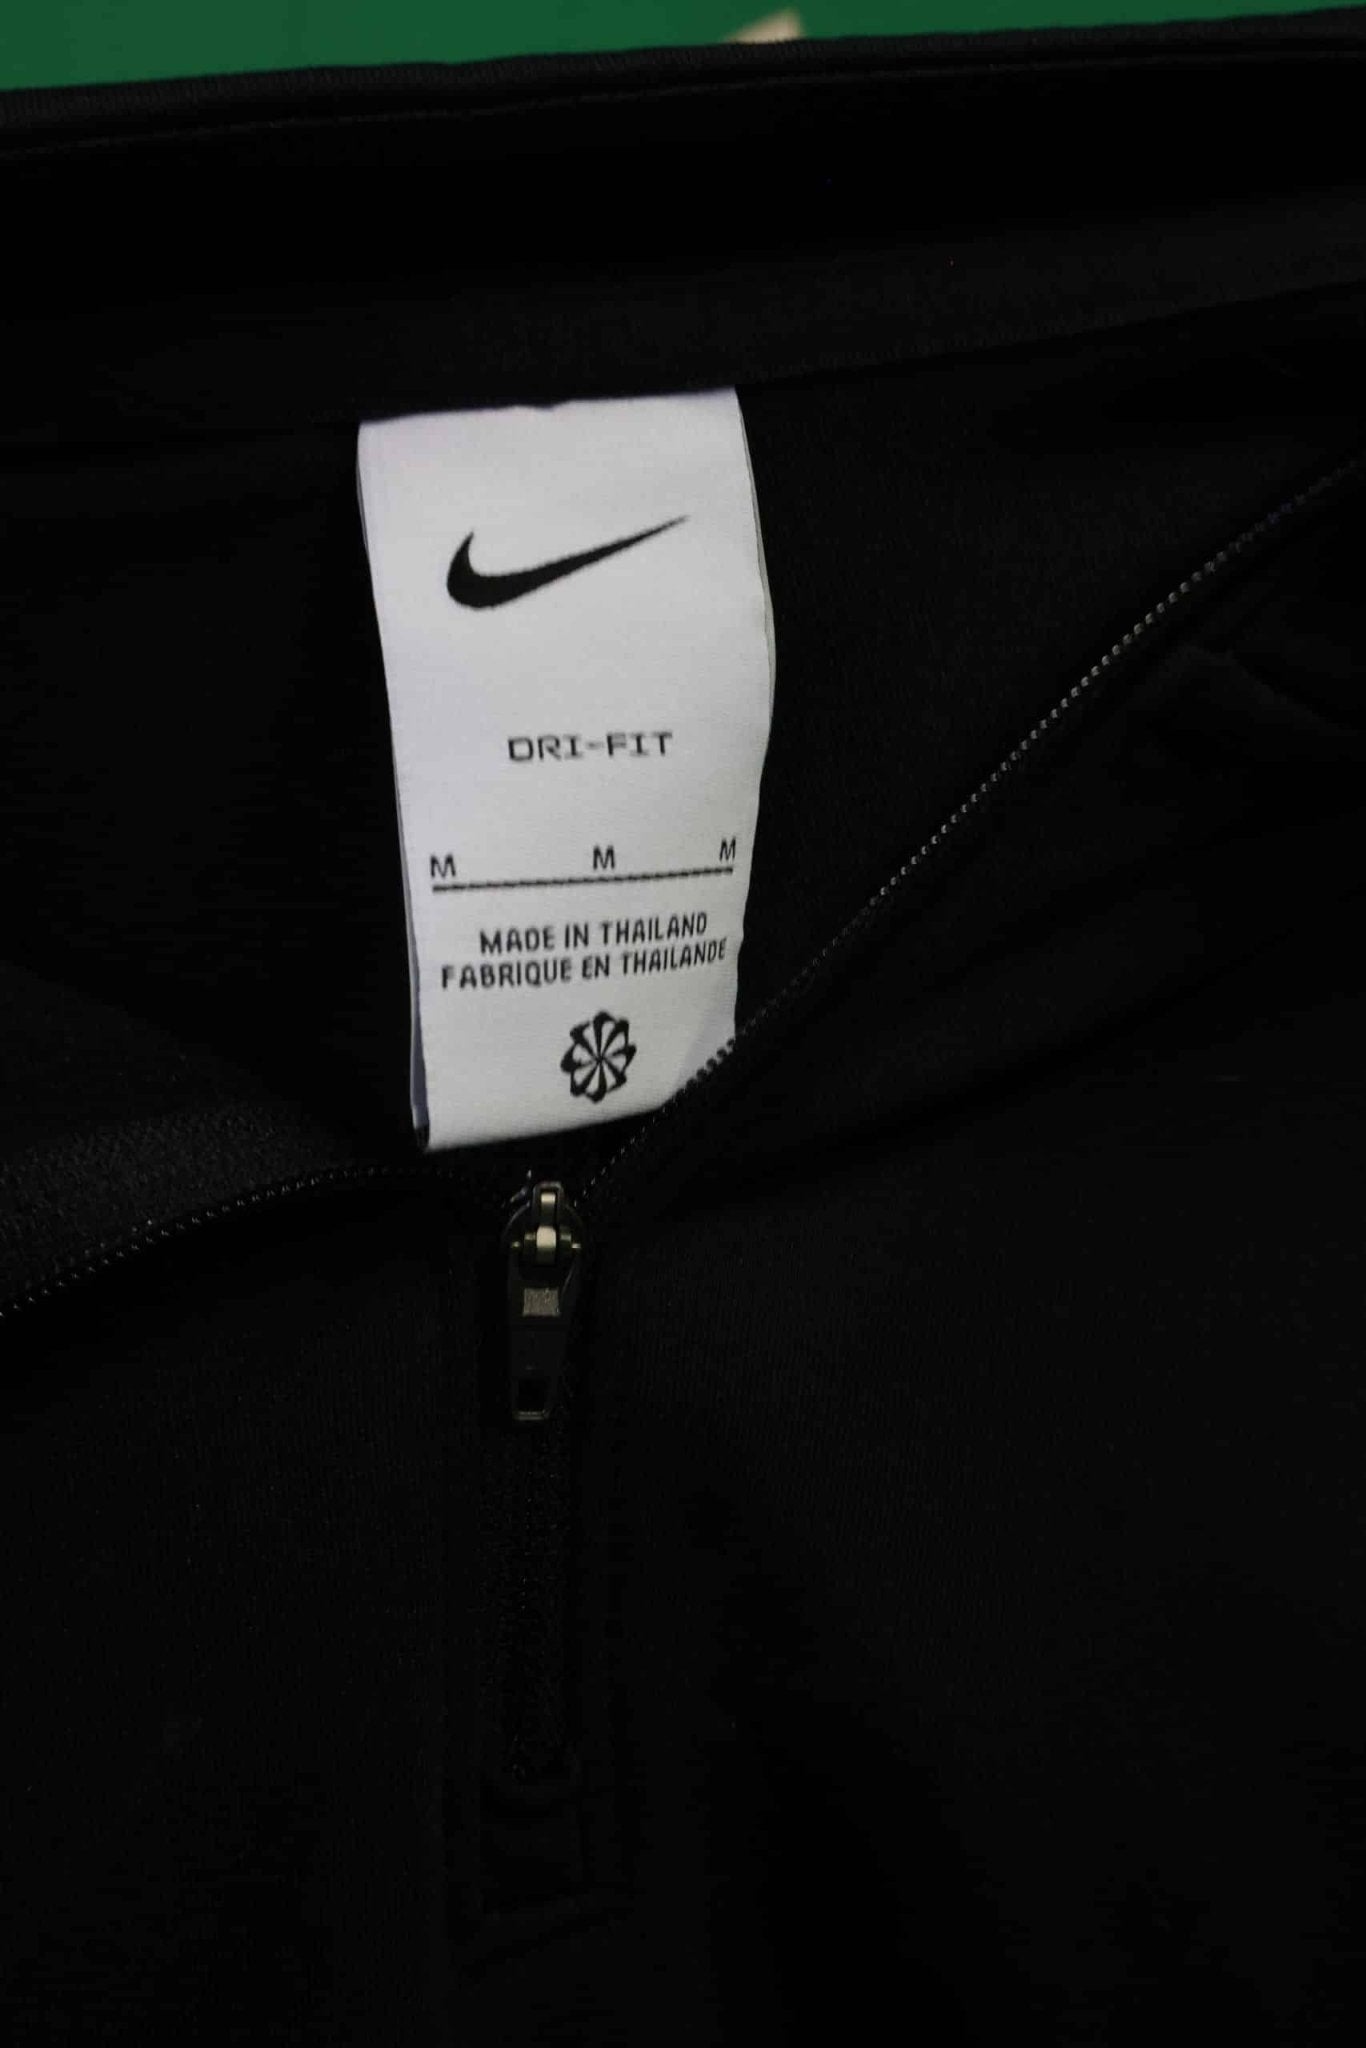 DRI-FIT
M M M
MADE IN THAILAND
FABRIQUE EN THAILANDE